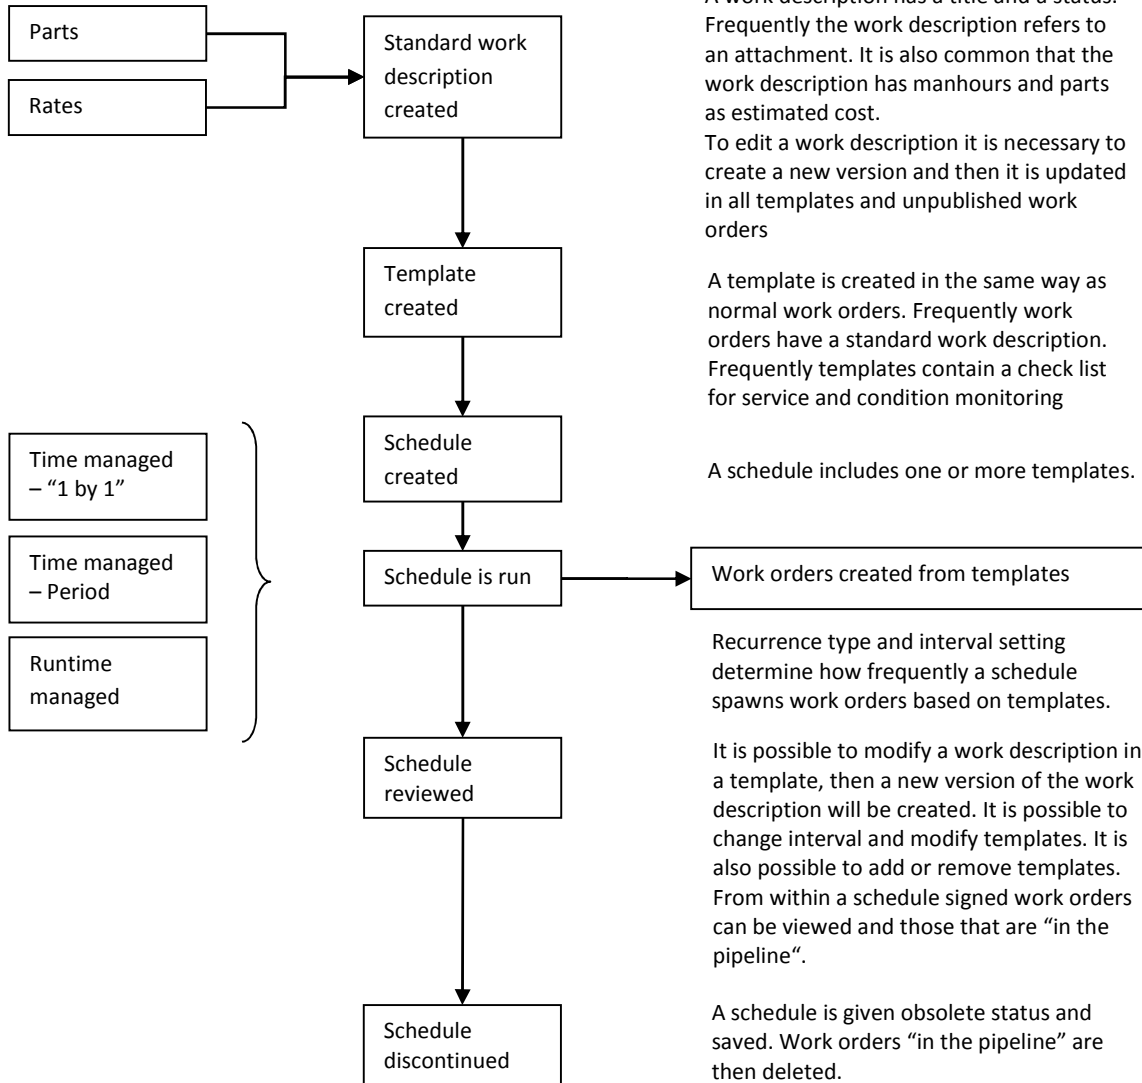 Parts
Rates
Standard work
description
created
A work description has a title and a status.
Frequently the work description refers to
an attachment. It is also common that the
work description has manhours and parts
as estimated cost.
To edit a work description it is necessary to
create a new version and then it is updated
in all templates and unpublished work
orders
Template
created
A template is created in the same way as
normal work orders. Frequently work
orders have a standard work description.
Frequently templates contain a check list
for service and condition monitoring
Schedule
created
A schedule includes one or more templates.
Time managed
– “1 by 1”
Time managed
– Period
Runtime
managed
Schedule is run
Work orders created from templates
Recurrence type and interval setting
determine how frequently a schedule
spawns work orders based on templates.
Schedule
reviewed
It is possible to modify a work description in
a template, then a new version of the work
description will be created. It is possible to
change interval and modify templates. It is
also possible to add or remove templates.
From within a schedule signed work orders
can be viewed and those that are “in the
pipeline“.
Schedule
discontinued
A schedule is given obsolete status and
saved. Work orders “in the pipeline” are
then deleted.